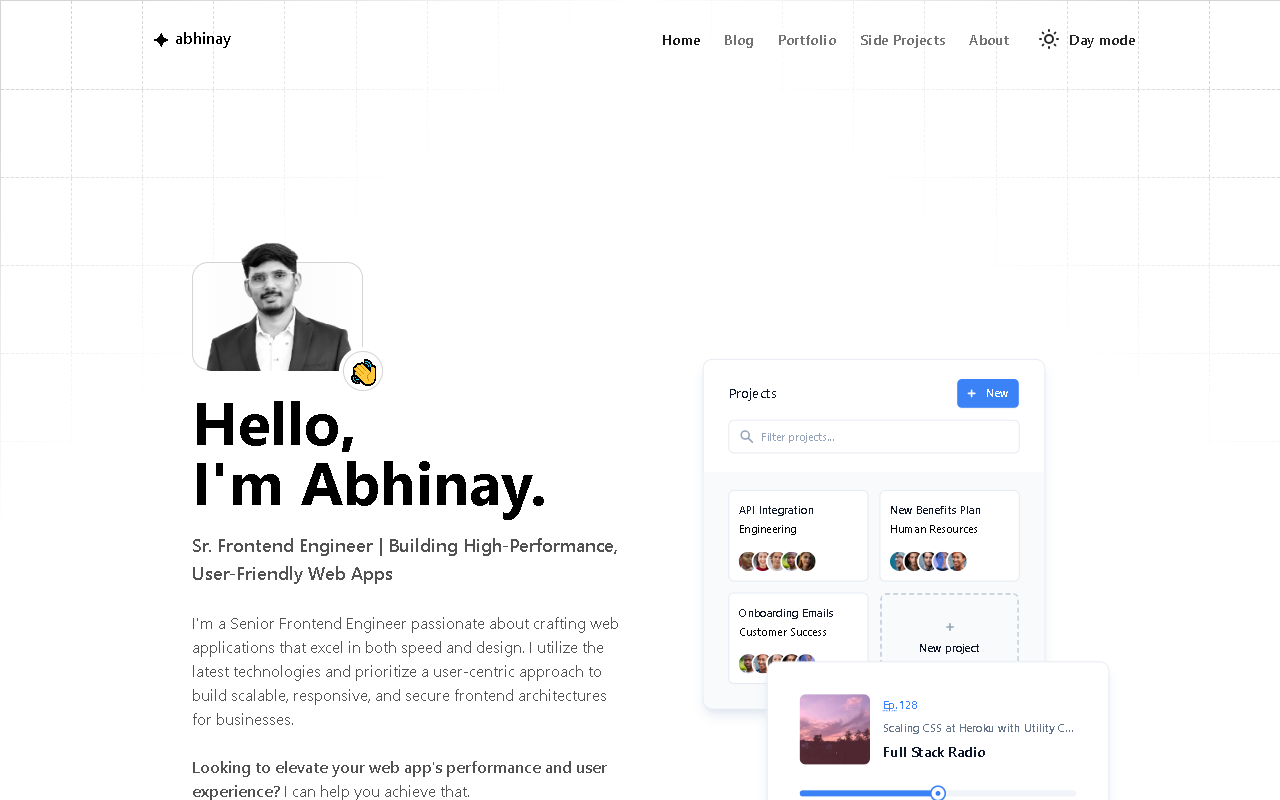 abhinay
Home Blog Portfolio Side Projects About Day mode
Hello,
I'm Abhinay.
Sr. Frontend Engineer | Building High-Performance,
User-Friendly Web Apps
I'm a Senior Frontend Engineer passionate about crafting web
applications that excel in both speed and design. I utilize the
latest technologies and prioritize a user-centric approach to
build scalable, responsive, and secure frontend architectures
for businesses.
Looking to elevate your web app's performance and user
experience? I can help you achieve that.
Projects
New
Filter projects...
API Integration
Engineering
New Benefits Plan
Human Resources
Onboarding Emails
Customer Success
New project
Ep. 128
Scaling CSS at Heroku with Utility C...
Full Stack Radio